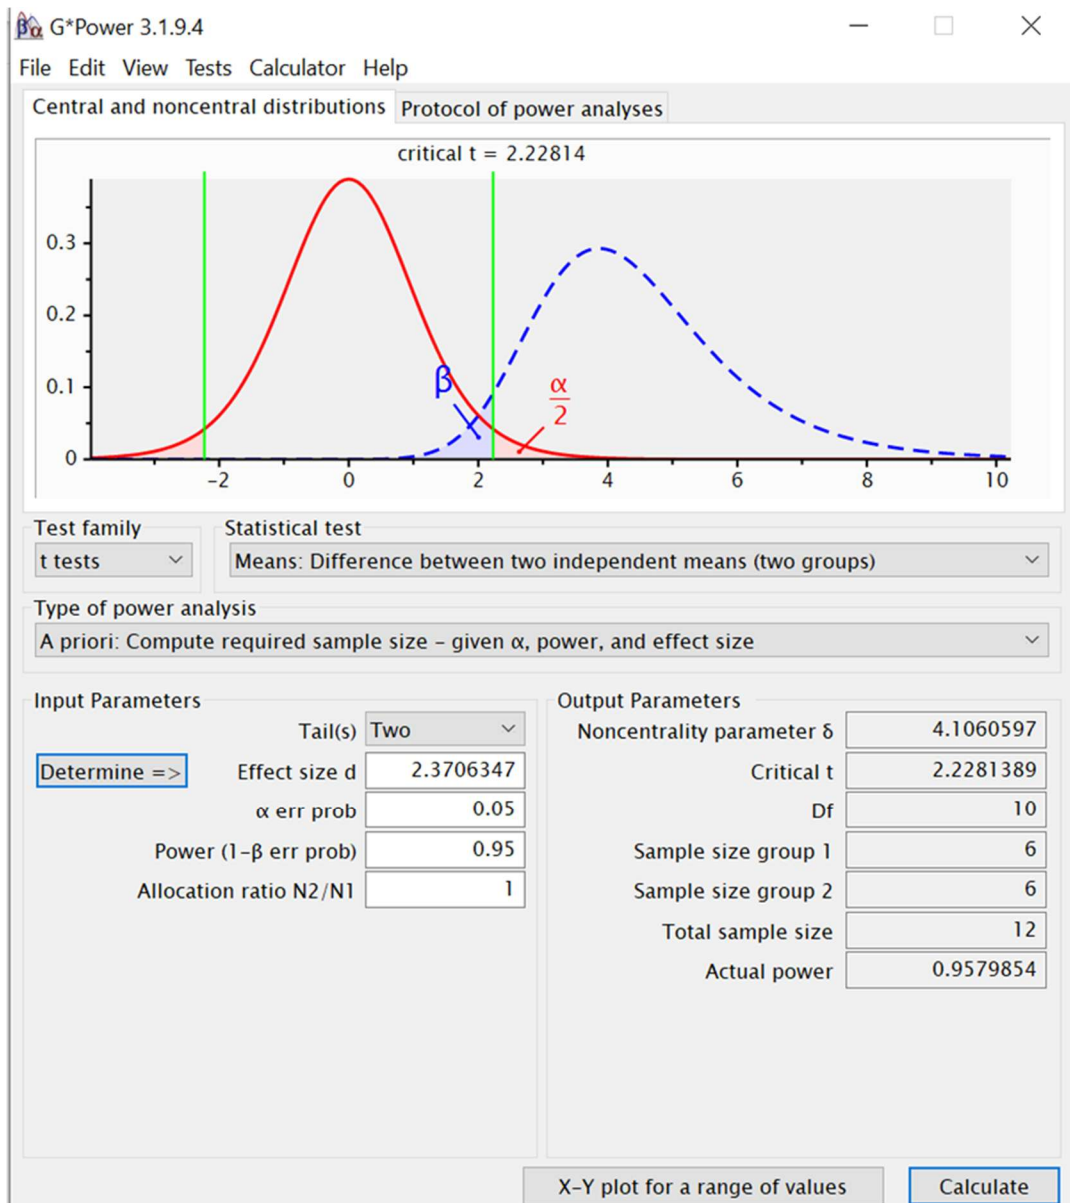 βα G*Power 3.1.9.4
File Edit View Tests Calculator Help
Central and noncentral distributions Protocol of power analyses
critical t = 2.22814
0.3
0.2
0.1
0
β
α
2
-2 0 2 4 6 8 10
Test family Statistical test
t tests Means: Difference between two independent means (two groups)
Type of power analysis
A priori: Compute required sample size – given α, power, and effect size
Input Parameters Output Parameters
Tail(s) Two Noncentrality parameter δ 4.1060597
Determine => Effect size d 2.3706347 Critical t 2.2281389
α err prob 0.05 Df 10
Power (1–β err prob) 0.95 Sample size group 1 6
Allocation ratio N2/N1 1 Sample size group 2 6
Total sample size 12
Actual power 0.9579854
X–Y plot for a range of values Calculate